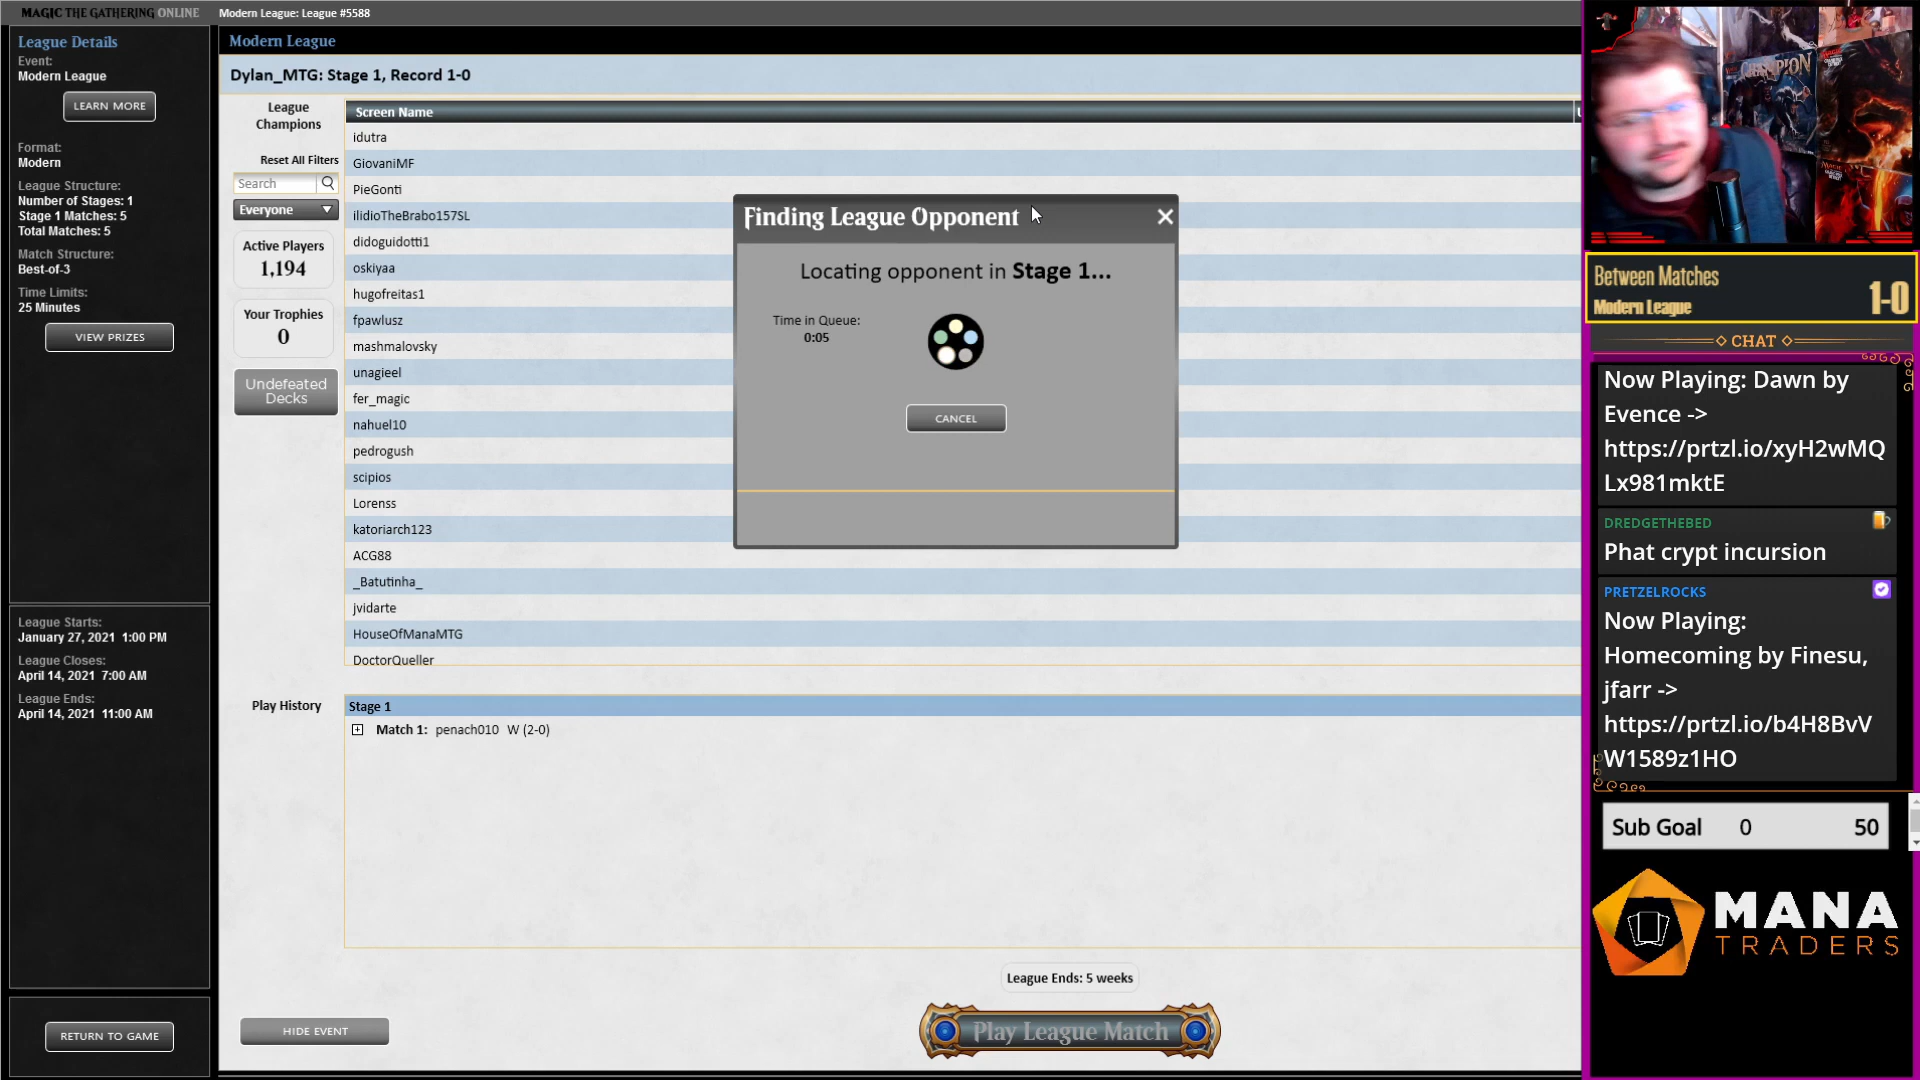 MAGIC THE GATHERING ONLINE
Modern League: League #5588
League Details
Event:
Modern League
LEARN MORE
Format:
Modern
League Structure:
Number of Stages: 1
Stage 1 Matches: 5
Total Matches: 5
Match Structure:
Best-of-3
Time Limits:
25 Minutes
VIEW PRIZES
League Starts:
January 27, 2021 1:00 PM
League Closes:
April 14, 2021 7:00 AM
League Ends:
April 14, 2021 11:00 AM
RETURN TO GAME
Modern League
Dylan_MTG: Stage 1, Record 1-0
League
Champions
Reset All Filters
Search
Everyone
Active Players
1,194
Your Trophies
0
Undefeated
Decks
Screen Name
idutra
GiovaniMF
PieGonti
ilidioTheBrabo157SL
didoguidotti1
oskiyaa
hugofreitas1
fpawlusz
mashmalovsky
unagieel
fer_magic
nahuel10
pedrogush
scipios
Lorenss
katoriarch123
ACG88
_Batutinha_
jvidarte
HouseOfManaMTG
DoctorQueller
Finding League Opponent
Locating opponent in Stage 1...
Time in Queue:
0:05
CANCEL
Play History
Stage 1
Match 1: penach010 W (2-0)
League Ends: 5 weeks
HIDE EVENT
Play League Match
CHAMPION
Between Matches
Modern League
1-0
CHAT
Now Playing: Dawn by
Evence ->
https://prtzl.io/xyH2wMQ
Lx981mktE
DREDGETHEBED
Phat crypt incursion
PRETZELROCKS
Now Playing:
Homecoming by Finesu,
jfarr ->
https://prtzl.io/b4H8BvV
W1589z1HO
Sub Goal 0 50
MANA
TRADERS